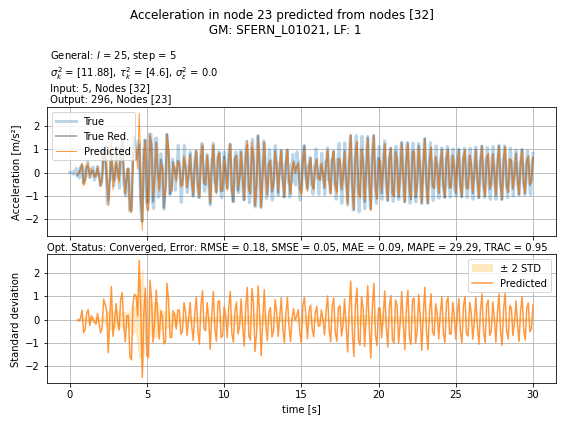 Acceleration in node 23 predicted from nodes [32]
GM: SFERN_L01021, LF: 1
General: l = 25, step = 5
σ²ₖ = [11.88], τ²ₖ = [4.6], σ²ε = 0.0
Input: 5, Nodes [32]
Output: 296, Nodes [23]
True
True Red.
Predicted
Acceleration [m/s²]
2
1
0
−1
−2
Opt. Status: Converged, Error: RMSE = 0.18, SMSE = 0.05, MAE = 0.09, MAPE = 29.29, TRAC = 0.95
± 2 STD
Predicted
Standard deviation
2
1
0
−1
−2
0 5 10 15 20 25 30
time [s]